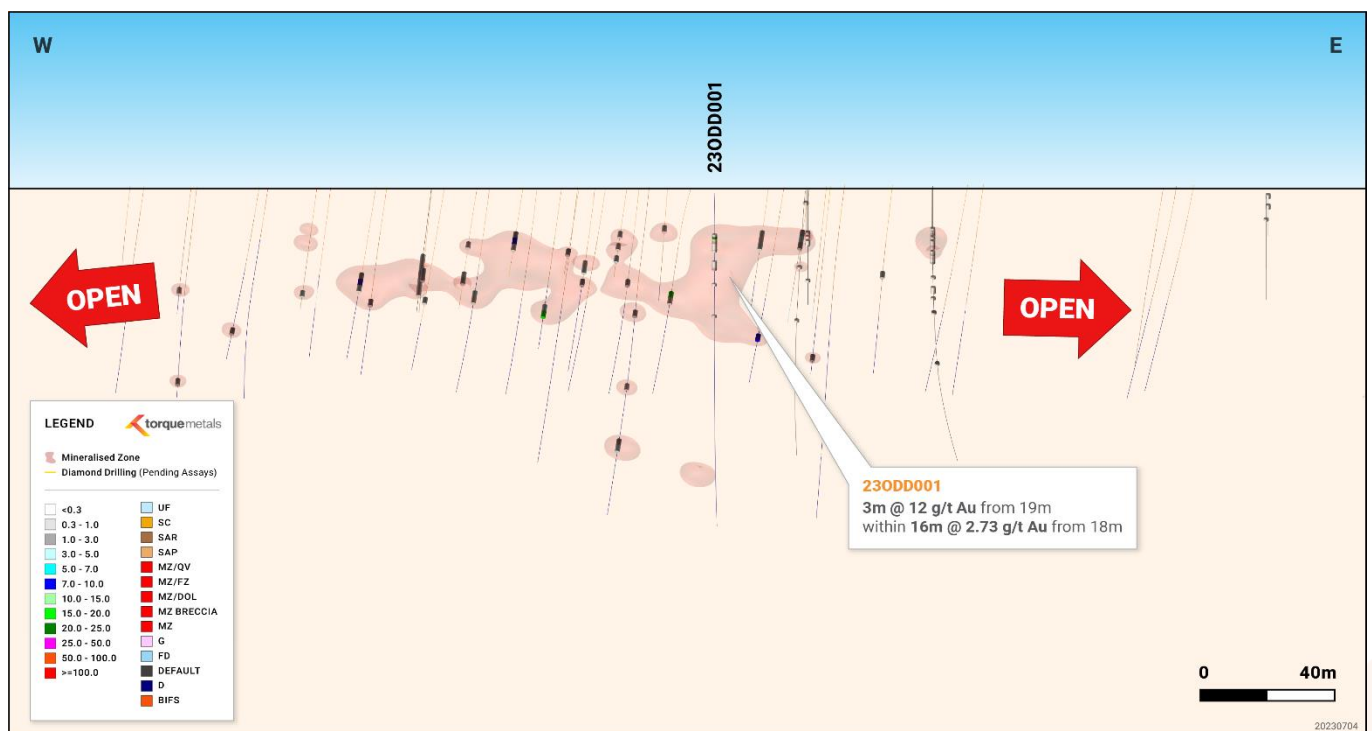 W
E
23ODD001
OPEN
OPEN
LEGEND
torquemetals
Mineralised Zone
Diamond Drilling (Pending Assays)
<0.3
0.3 - 1.0
1.0 - 3.0
3.0 - 5.0
5.0 - 7.0
7.0 - 10.0
10.0 - 15.0
15.0 - 20.0
20.0 - 25.0
25.0 - 50.0
50.0 - 100.0
>=100.0
UF
SC
SAR
SAP
MZ/QV
MZ/FZ
MZ/DOL
MZ BRECCIA
MZ
G
FD
DEFAULT
D
BIFS
23ODD001
3m @ 12 g/t Au from 19m
within 16m @ 2.73 g/t Au from 18m
0 40m
20230704